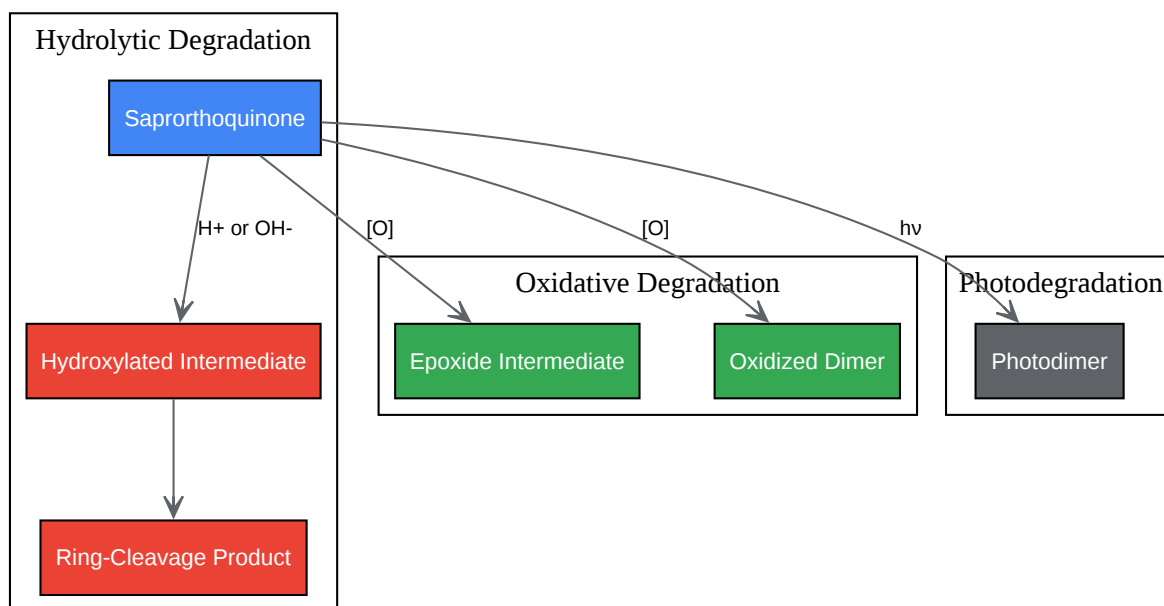 Hydrolytic Degradation
Saprorthoquinone
H+ or OH-
[O]
[O]
hν
Oxidative Degradation
Photodegradation
Hydroxylated Intermediate
Epoxide Intermediate
Oxidized Dimer
Photodimer
Ring-Cleavage Product